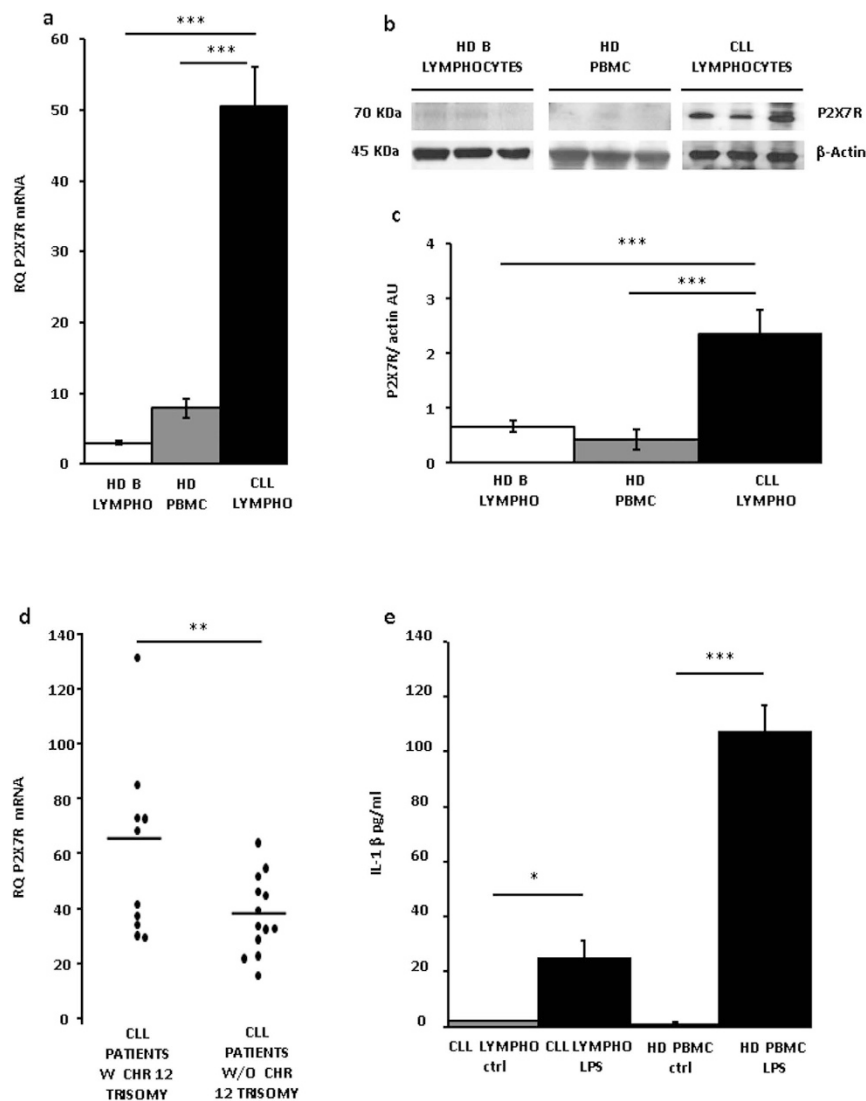 a
***
***
60
50
40
30
20
10
0
RQ P2X7R mRNA
HD B
LYMPHO
HD
PBMC
CLL
LYMPHO
b
HD B
LYMPHOCYTES
HD
PBMC
CLL
LYMPHOCYTES
70 KDa
P2X7R
45 KDa
β-Actin
c
***
***
4
3
2
1
0
P2X7R/ actin AU
HD B
LYMPHO
HD
PBMC
CLL
LYMPHO
d
**
140
120
100
80
60
40
20
0
RQ P2X7R mRNA
CLL
PATIENTS
W CHR 12
TRISOMY
CLL
PATIENTS
W/O CHR
12 TRISOMY
e
140
120
100
80
60
40
20
0
IL-1 β pg/ml
*
***
CLL LYMPHO
ctrl
CLL LYMPHO
LPS
HD PBMC
ctrl
HD PBMC
LPS